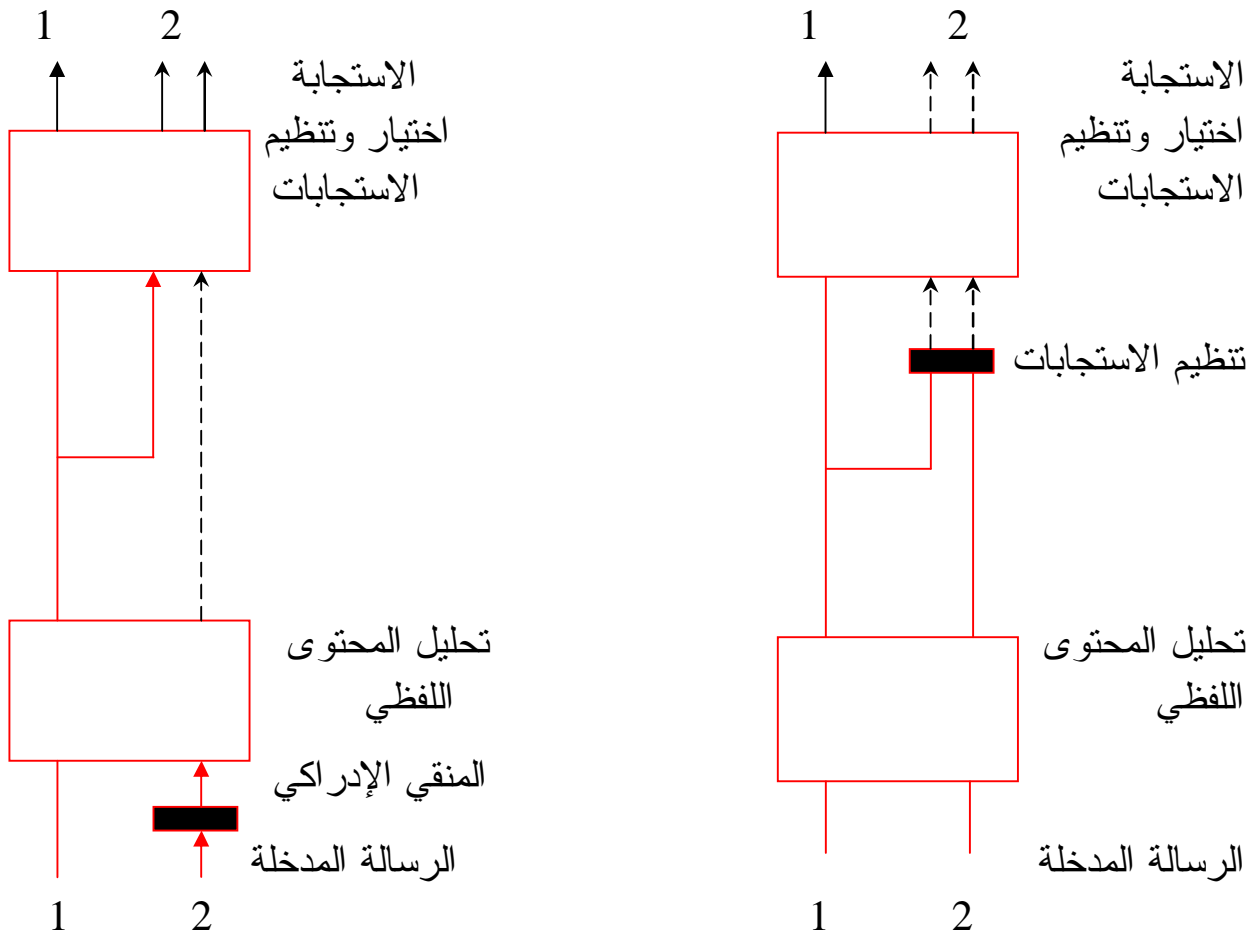 1 2
الاستجابة
اختيار وتنظيم
الاستجابات
تحليل المحتوى
اللفظي
المنقي الإدراكي
الرسالة المدخلة
1 2
1 2
الاستجابة
اختيار وتنظيم
الاستجابات
تنظيم الاستجابات
تحليل المحتوى
اللفظي
الرسالة المدخلة
1 2